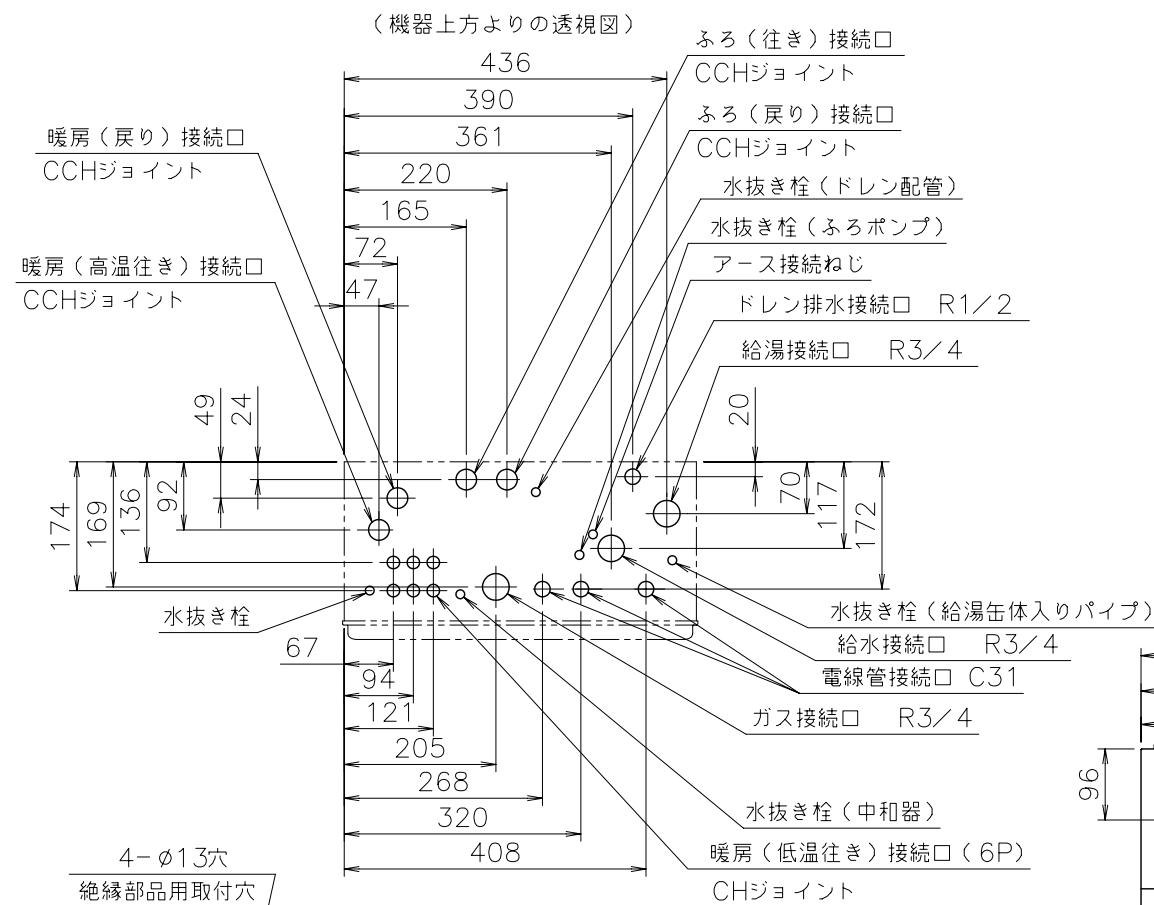 （機器上方よりの透視図）
ふろ（往き）接続口
CCHジョイント
436
390
ふろ（戻り）接続口
CCHジョイント
暖房（戻り）接続口
CCHジョイント
361
220
水抜き栓（ドレン配管）
165
水抜き栓（ふろポンプ）
72
アース接続ねじ
暖房（高温往き）接続口
CCHジョイント
47
ドレン排水接続口 R1/2
給湯接続口 R3/4
49
24
20
174
169
136
92
70
117
172
水抜き栓
水抜き栓（給湯缶体入りパイプ）
67
給水接続口 R3/4
94
電線管接続口 C31
121
ガス接続口 R3/4
205
268
96
320
水抜き栓（中和器）
408
暖房（低温往き）接続口（6P）
CHジョイント
4-φ13穴
絶縁部品用取付穴